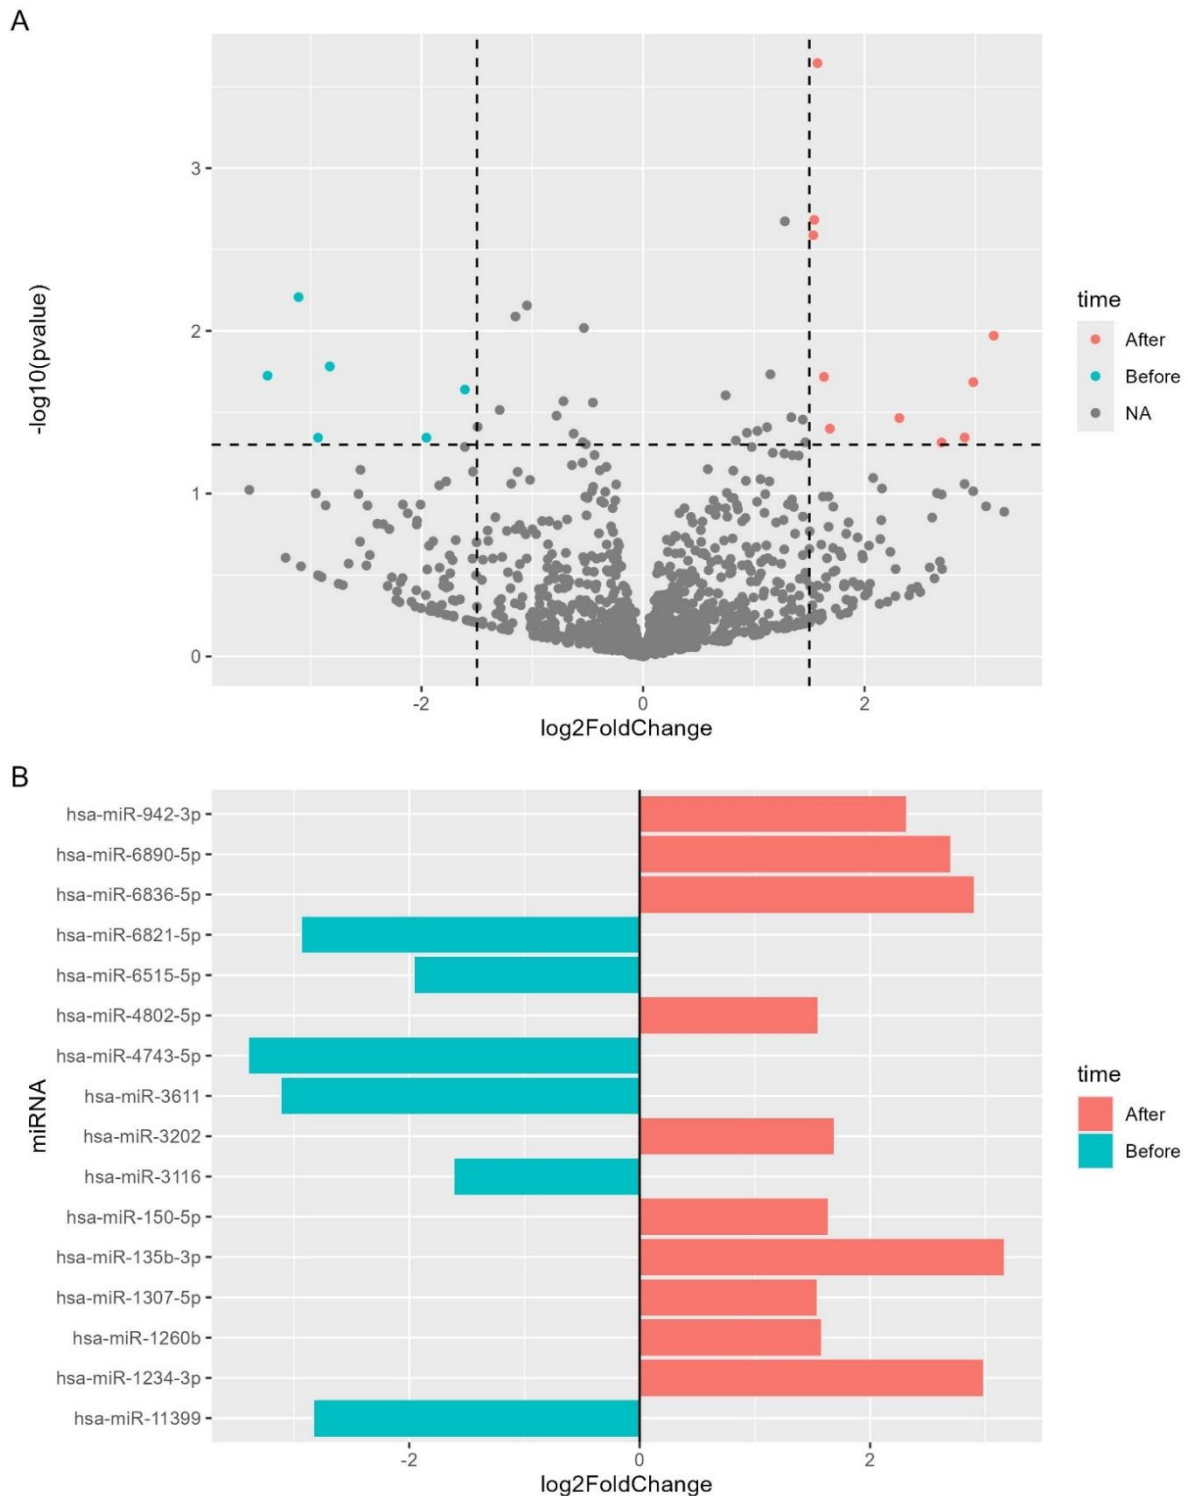 A
3
2
1
0
-log10(pvalue)
-2
0
2
log2FoldChange
time
After
Before
NA
B
hsa-miR-942-3p
hsa-miR-6890-5p
hsa-miR-6836-5p
hsa-miR-6821-5p
hsa-miR-6515-5p
hsa-miR-4802-5p
hsa-miR-4743-5p
hsa-miR-3611
hsa-miR-3202
hsa-miR-3116
hsa-miR-150-5p
hsa-miR-135b-3p
hsa-miR-1307-5p
hsa-miR-1260b
hsa-miR-1234-3p
hsa-miR-11399
miRNA
-2
0
2
log2FoldChange
time
After
Before